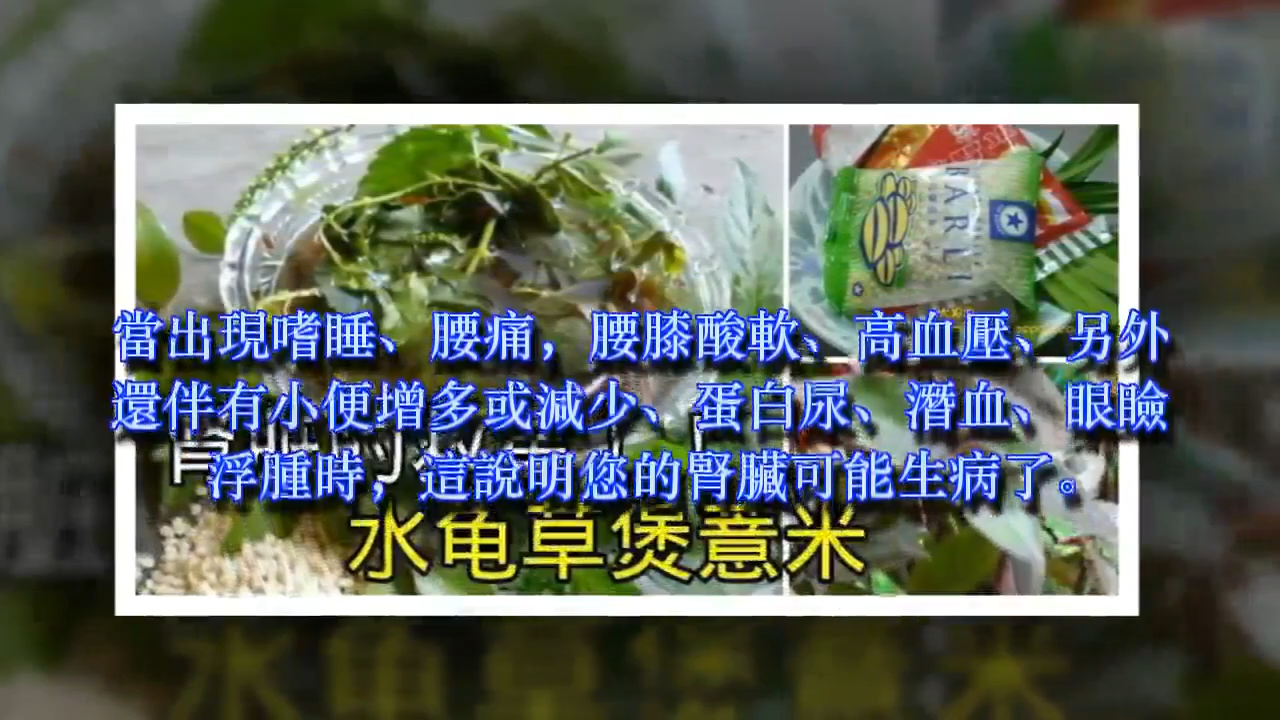 BARLI
當出現嗜睡、腰痛，腰膝酸軟、高血壓、另外
還伴有小便增多或減少、蛋白尿、潛血、眼瞼
浮腫時，這說明您的腎臟可能生病了。
水龟草煲薏米